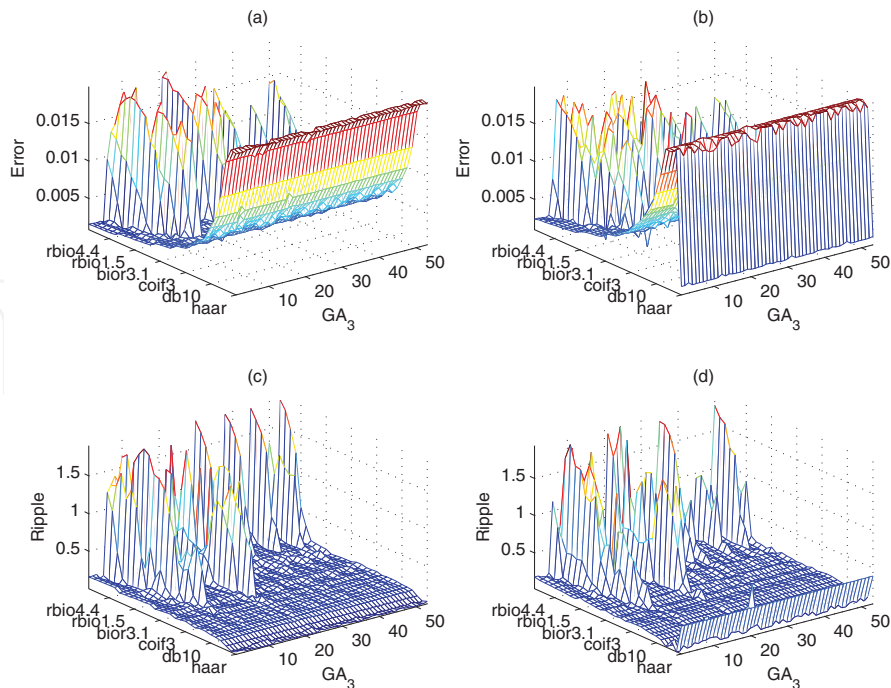 (a)
0.015
0.01
0.005
Error
rbio4.4
rbio1.5
bior3.1
coif3
db10
haar
10
20
30
40
50
GA3
(b)
0.015
0.01
0.005
Error
rbio4.4
rbio1.5
bior3.1
coif3
db10
haar
10
20
30
40
50
GA3
(c)
1.5
1
0.5
Ripple
rbio4.4
rbio1.5
bior3.1
coif3
db10
haar
10
20
30
40
50
GA3
(d)
1.5
1
0.5
Ripple
rbio4.4
rbio1.5
bior3.1
coif3
db10
haar
10
20
30
40
50
GA3